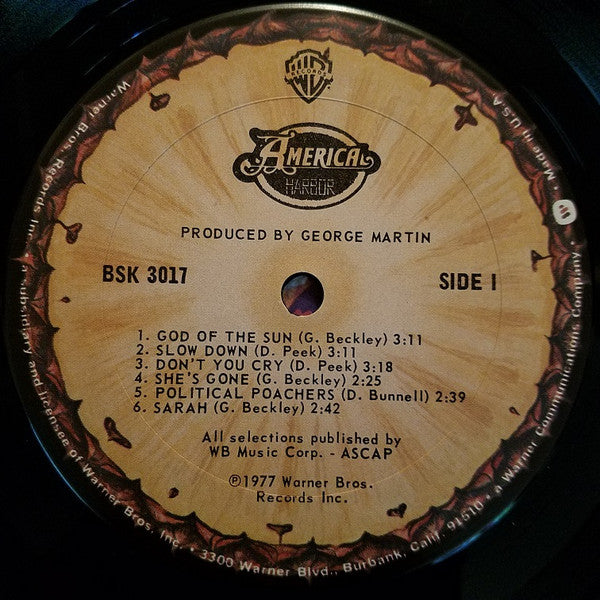 WB
RECORDS
AMERICA
HARBOR
PRODUCED BY GEORGE MARTIN
BSK 3017
SIDE 1
1. GOD OF THE SUN (G. Beckley) 3:11
2. SLOW DOWN (D. Peek) 3:11
3. DON'T YOU CRY (D. Peek) 3:18
4. SHE'S GONE (G. Beckley) 2:25
5. POLITICAL POACHERS (D. Bunnell) 2:39
6. SARAH (G. Beckley) 2:42
All selections published by
WB Music Corp. - ASCAP
℗1977 Warner Bros.
Records Inc.
Warner Bros. Records Inc., a subsidiary and licensee of Warner Bros. Inc. • 3300 Warner Blvd., Burbank, Calif. 91510 • a Warner Communications Company. • Made in U.S.A.